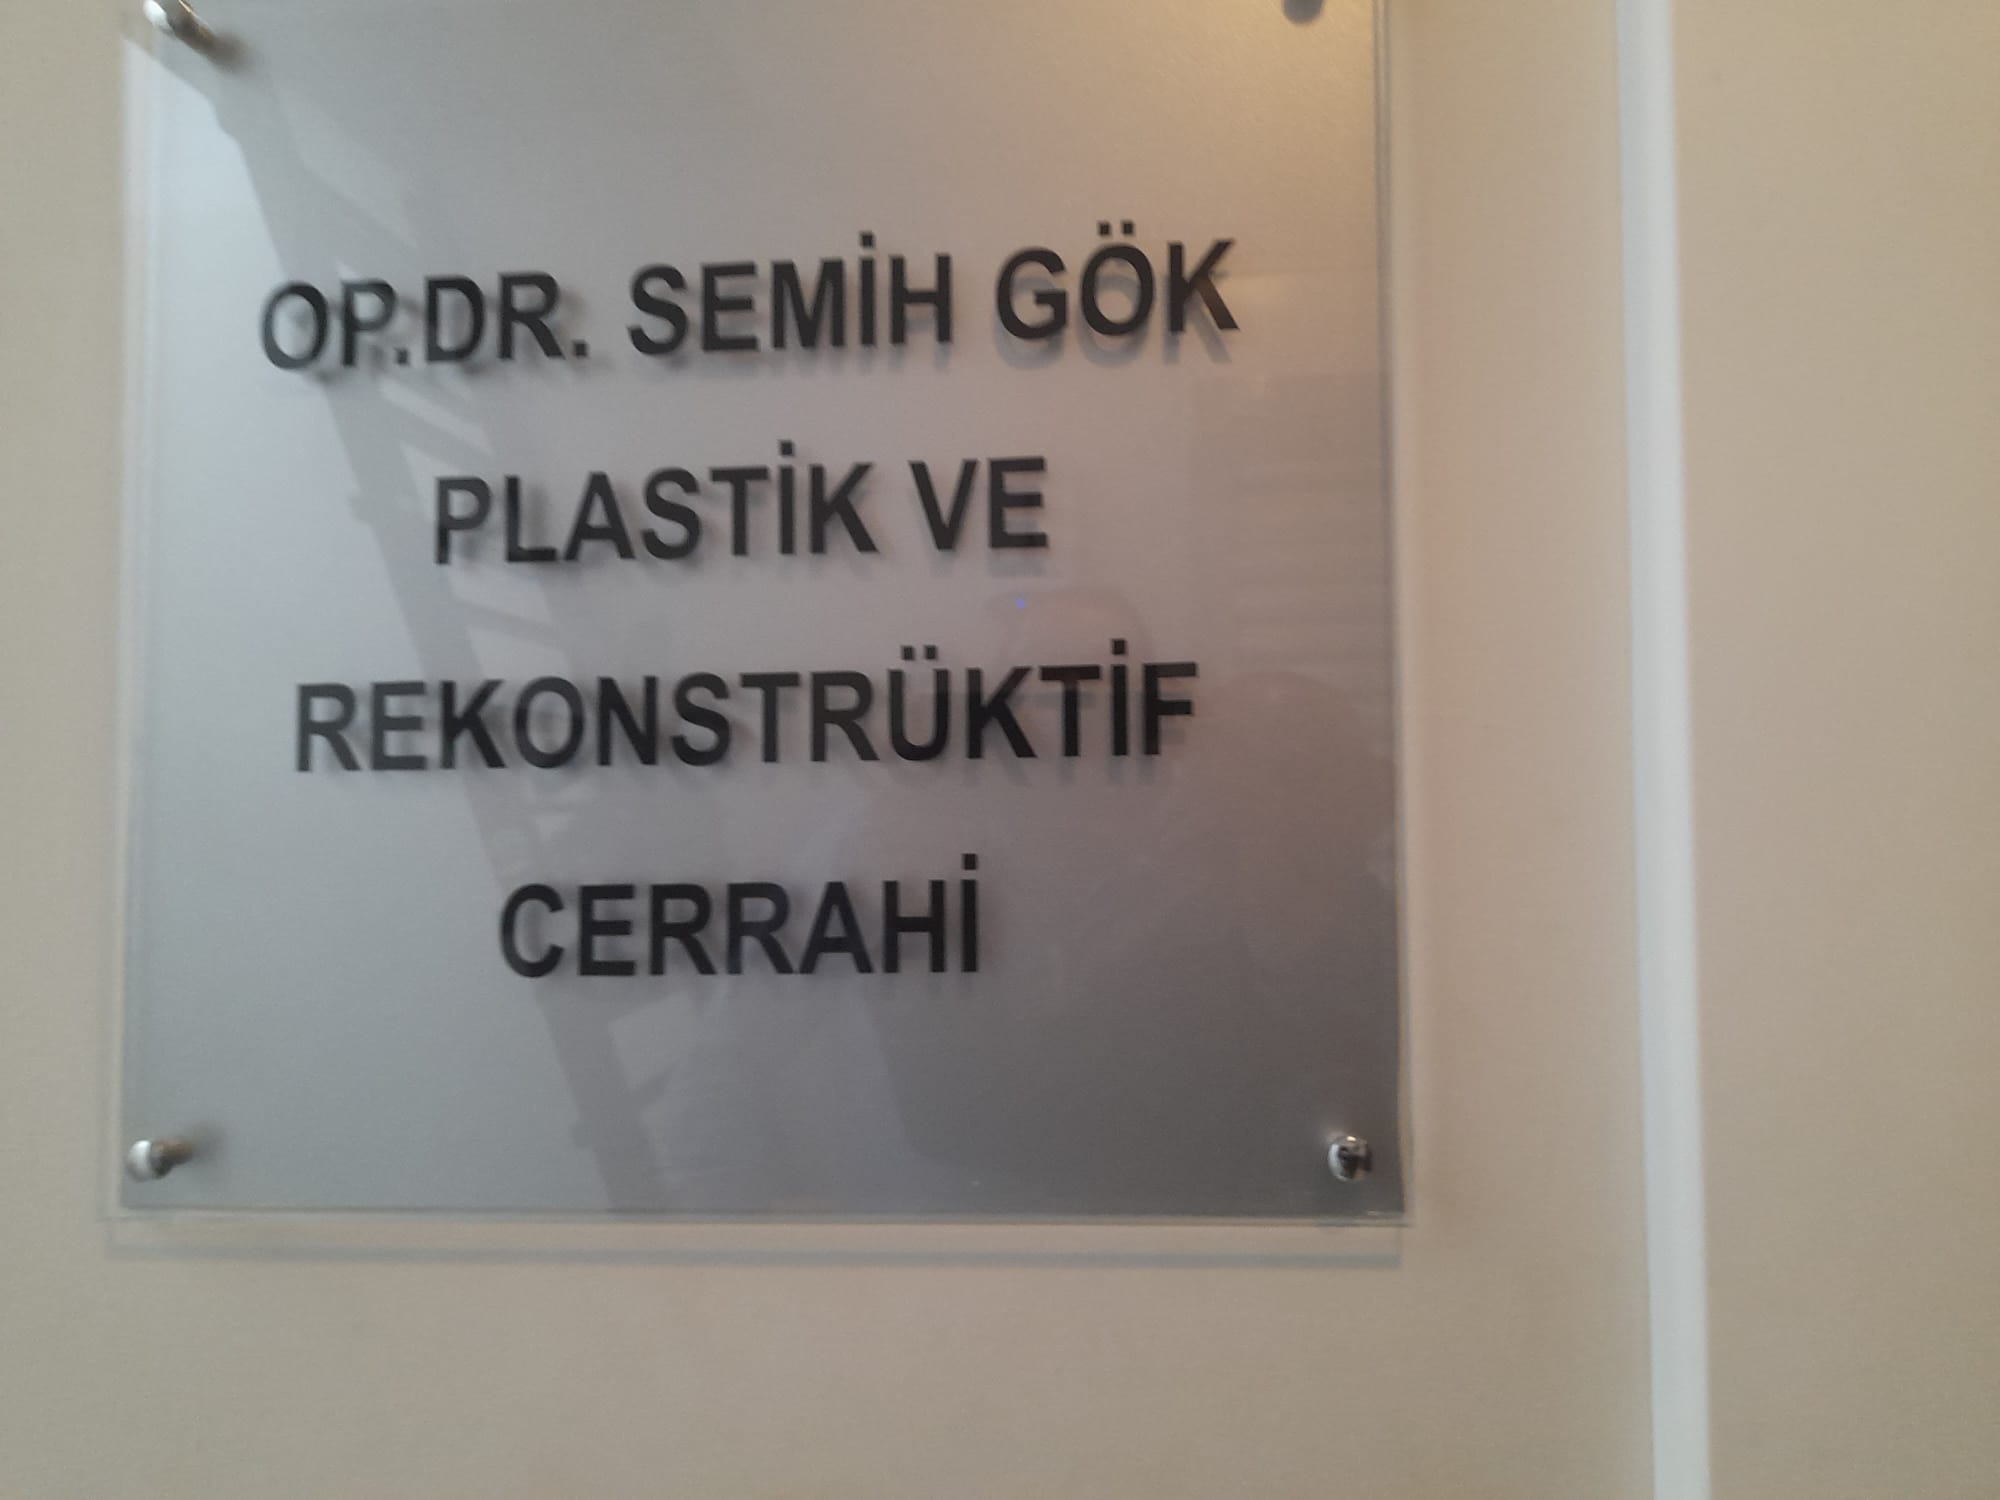 OP.DR. SEMİH GÖK
PLASTİK VE
REKONSTRÜKTİF
CERRAHİ